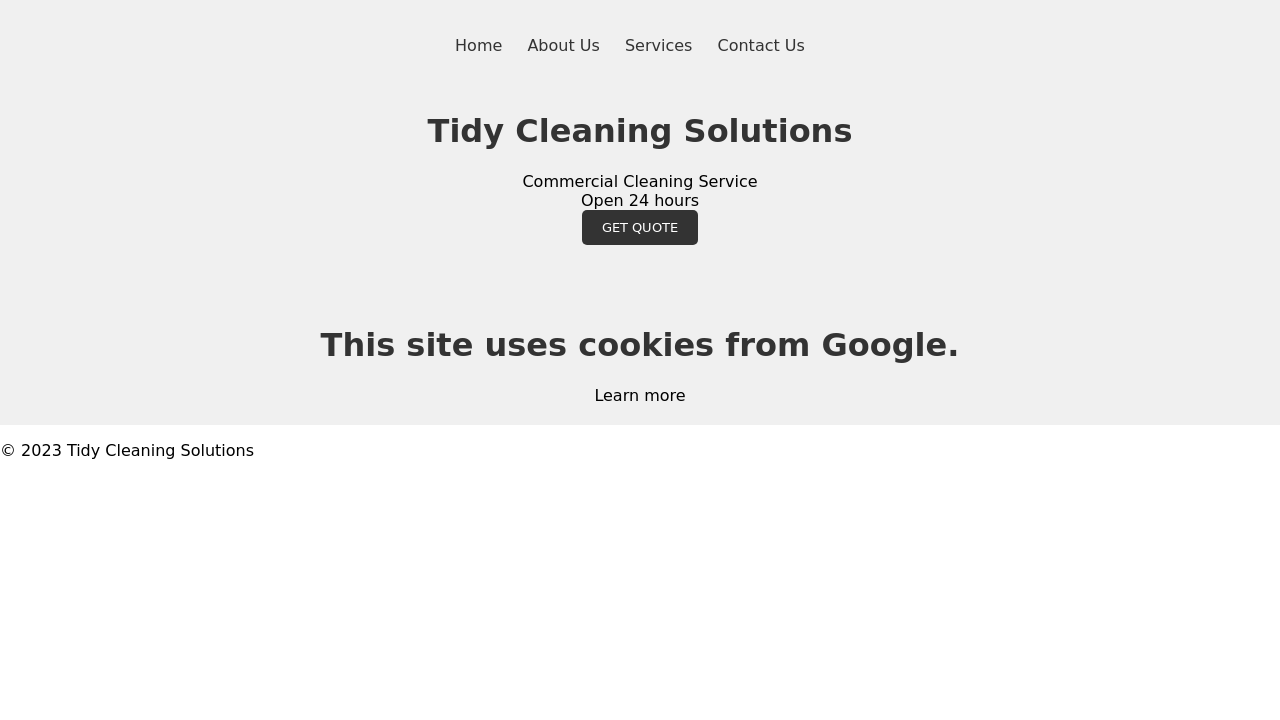 Home About Us Services Contact Us
Tidy Cleaning Solutions
Commercial Cleaning Service
Open 24 hours
GET QUOTE
This site uses cookies from Google.
Learn more
© 2023 Tidy Cleaning Solutions